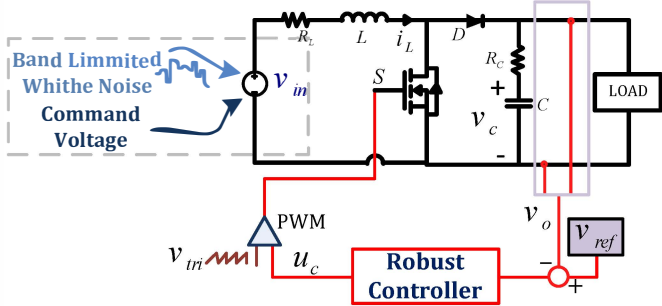 R_L
L
i_L
D
Band Limmited
Whithe Noise
v_in
Command
Voltage
S
R_C
+
C
v_c
-
LOAD
v_o
v_ref
PWM
v_tri
u_c
Robust
Controller
-
+